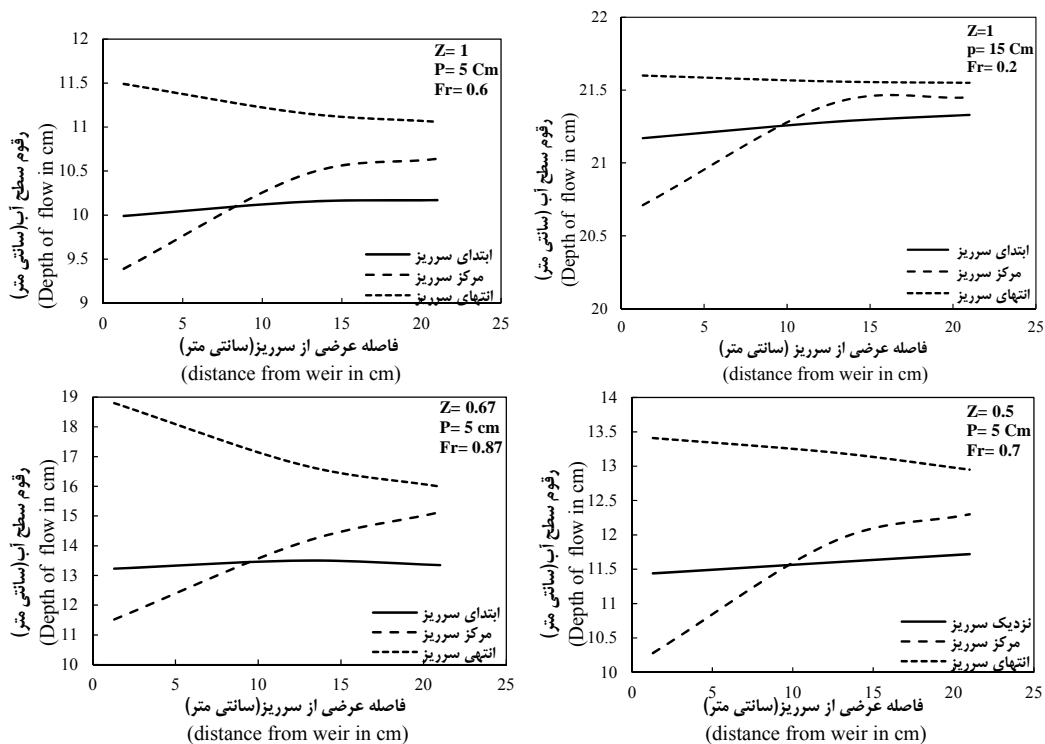 12
11.5
11
10.5
10
9.5
9
0 5 10 15 20 25
Z= 1
P= 5 Cm
Fr= 0.6
رقوم سطح آب(سانتی متر)
(Depth of flow in cm)
ابتدای سرریز
مرکز سرریز
انتهای سرریز
فاصله عرضی از سرریز(سانتی متر)
(distance from weir in cm)
22
21.5
21
20.5
20
0 5 10 15 20 25
Z=1
p= 15 Cm
Fr= 0.2
رقوم سطح آب (سانتی متر)
(Depth of flow in cm)
ابتدای سرریز
مرکز سرریز
انتهای سرریز
فاصله عرضی از سرریز (سانتی متر)
(distance from weir in cm)
19
18
17
16
15
14
13
12
11
10
0 5 10 15 20 25
Z= 0.67
P= 5 cm
Fr= 0.87
رقوم سطح آب(سانتی متر)
(Depth of flow in cm)
ابتدای سرریز
مرکز سرریز
انتهی سرریز
فاصله عرضی از سرریز(سانتی متر)
(distance from weir in cm)
14
13.5
13
12.5
12
11.5
11
10.5
10
0 5 10 15 20 25
Z= 0.5
P= 5 Cm
Fr= 0.7
رقوم سطح آب(سانتی متر)
(Depth of flow in cm)
نزدیک سرریز
مرکز سرریز
انتهای سرریز
فاصله عرضی از سرریز(سانتی متر)
(distance from weir in cm)